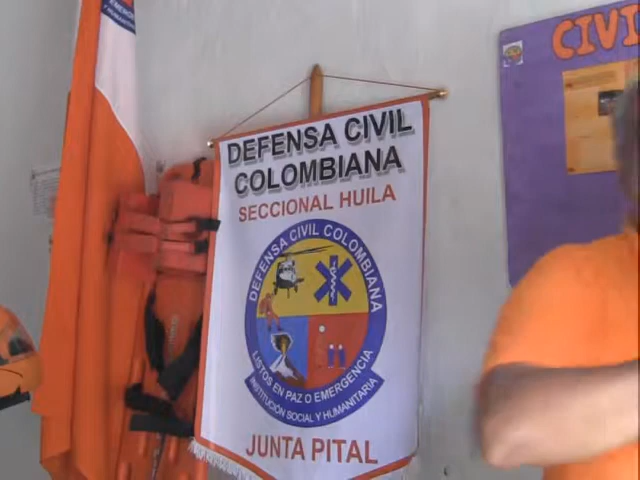 DEFENSA CIVIL
COLOMBIANA
SECCIONAL HUILA
DEFENSA CIVIL COLOMBIANA
LISTOS EN PAZ O EMERGENCIA
INSTITUCIÓN SOCIAL Y HUMANITARIA
JUNTA PITAL
CIVI